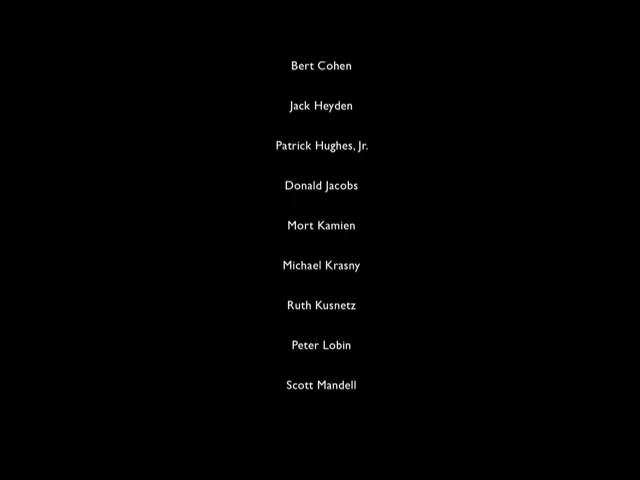 Bert Cohen
Jack Heyden
Patrick Hughes, Jr.
Donald Jacobs
Mort Kamien
Michael Krasny
Ruth Kusnetz
Peter Lobin
Scott Mandell